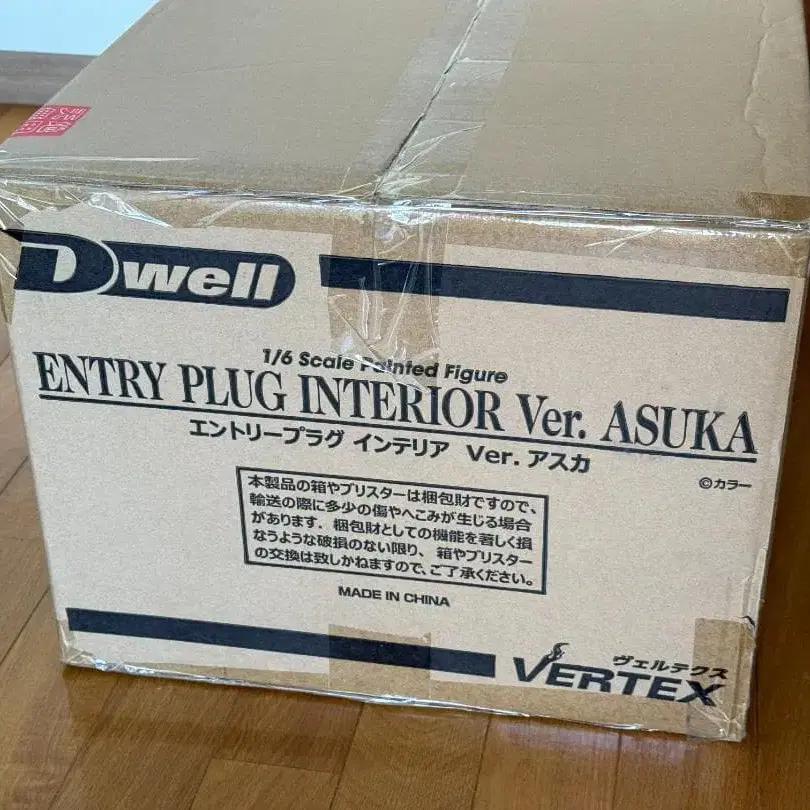 Dwell
1/6 Scale Painted Figure
ENTRY PLUG INTERIOR Ver. ASUKA
エントリープラグ インテリア Ver. アスカ
©カラー
本製品の箱やブリスターは梱包財ですので、
輸送の際に多少の傷やへこみが生じる場合
があります．梱包財としての機能を著しく損
なうような破損のない限り、箱やブリスター
の交換は致しかねますので、ご了承ください。
MADE IN CHINA
ヴェルテクス
VERTEX